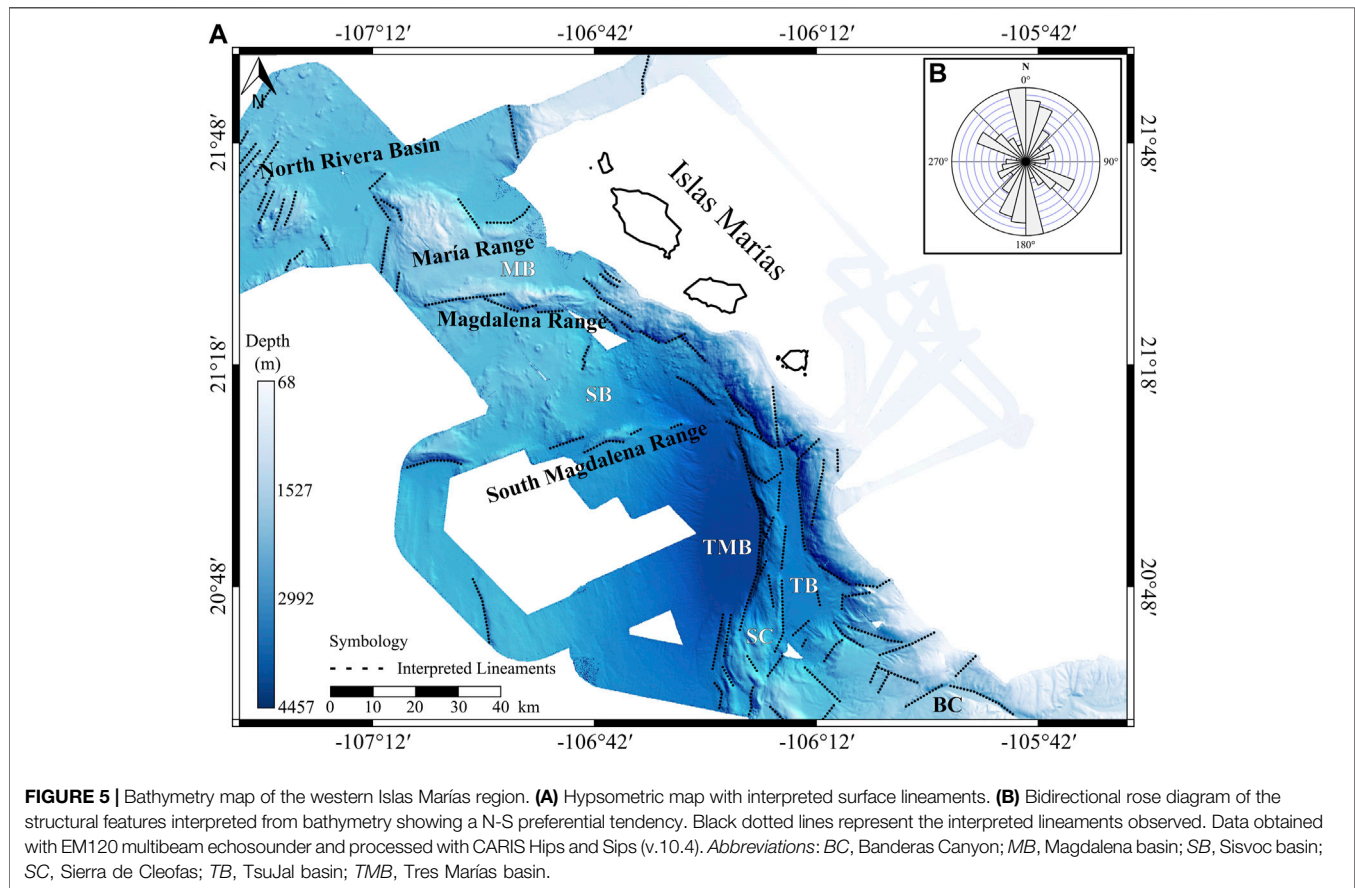 A
-107°12′
-106°42′
-106°12′
-105°42′
N
21°48′
21°18′
20°48′
21°48′
21°18′
20°48′
North Rivera Basin
María Range
MB
Magdalena Range
Islas Marías
SB
South Magdalena Range
TMB
TB
SC
BC
Depth
(m)
68
1527
2992
4457
Symbology
Interpreted Lineaments
0 10 20 30 40 km
B
N
0°
270°
90°
180°
-107°12′
-106°42′
-106°12′
-105°42′
FIGURE 5 | Bathymetry map of the western Islas Marías region. (A) Hypsometric map with interpreted surface lineaments. (B) Bidirectional rose diagram of the
structural features interpreted from bathymetry showing a N-S preferential tendency. Black dotted lines represent the interpreted lineaments observed. Data obtained
with EM120 multibeam echosounder and processed with CARIS Hips and Sips (v.10.4). Abbreviations: BC, Banderas Canyon; MB, Magdalena basin; SB, Sisvoc basin;
SC, Sierra de Cleofas; TB, TsuJal basin; TMB, Tres Marías basin.